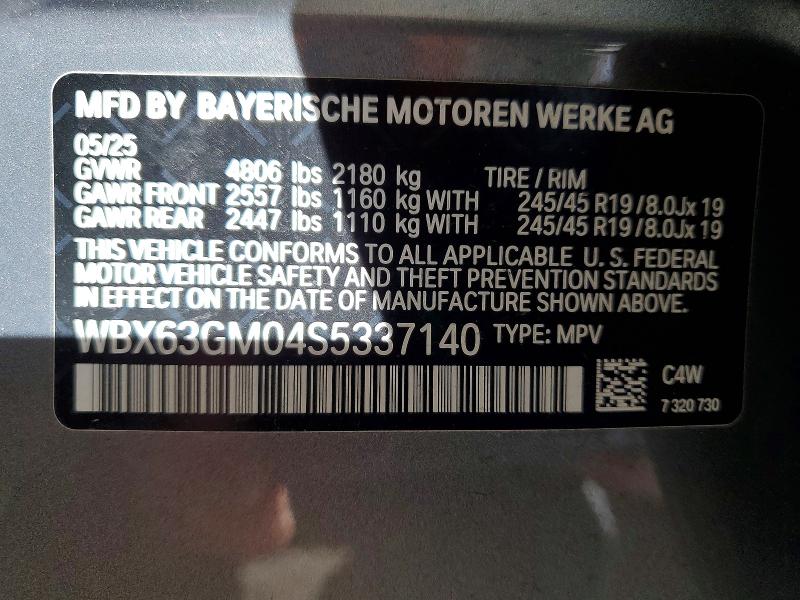 MFD BY BAYERISCHE MOTOREN WERKE AG
05/25
GVWR 4806 lbs 2180 kg TIRE / RIM
GAWR FRONT 2557 lbs 1160 kg WITH 245/45 R19 / 8.0Jx 19
GAWR REAR 2447 lbs 1110 kg WITH 245/45 R19 / 8.0Jx 19
THIS VEHICLE CONFORMS TO ALL APPLICABLE U. S. FEDERAL
MOTOR VEHICLE SAFETY AND THEFT PREVENTION STANDARDS
IN EFFECT ON THE DATE OF MANUFACTURE SHOWN ABOVE.
WBX63GM04S5337140 TYPE: MPV
C4W
7 320 730